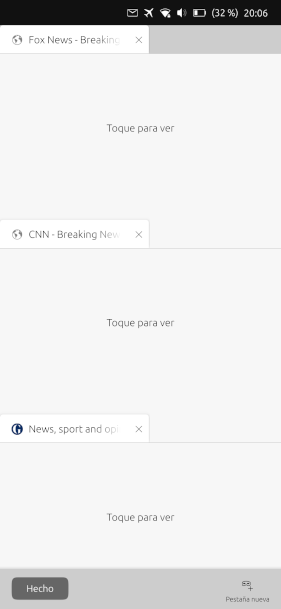 (32 %) 20:06
Fox News - Breaking
Toque para ver
CNN - Breaking New
Toque para ver
News, sport and opi
Toque para ver
Hecho
Pestaña nueva